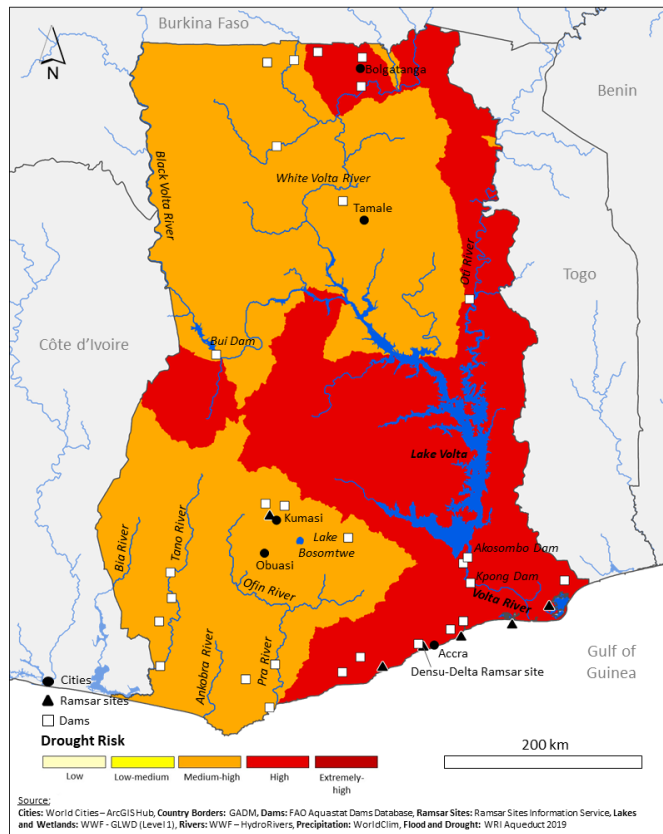 Burkina Faso
N
Bolgatanga
Benin
Black Volta River
White Volta River
Tamale
Oti River
Togo
Côte d'Ivoire
Bui Dam
Lake Volta
Kumasi
Lake
Bosomtwe
Obuasi
Bia River
Tano River
Ofin River
Akosombo Dam
Kpong Dam
Volta River
Ankobra River
Pra River
Accra
Densu-Delta Ramsar site
Gulf of
Guinea
Cities
Ramsar sites
Dams
Drought Risk
Low
Low-medium
Medium-high
High
Extremely-
high
200 km
Source:
Cities: World Cities – ArcGIS Hub, Country Borders: GADM, Dams: FAO Aquastat Dams Database, Ramsar Sites: Ramsar Sites Information Service, Lakes
and Wetlands: WWF - GLWD (Level 1), Rivers: WWF – HydroRivers, Precipitation: WorldClim, Flood and Drought: WRI Aqueduct 2019